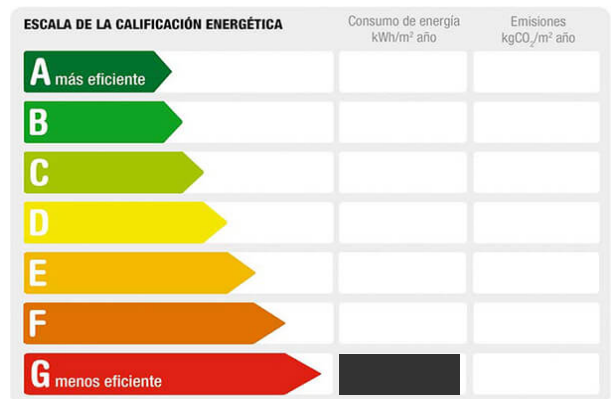 ESCALA DE LA CALIFICACIÓN ENERGÉTICA
Consumo de energía
kWh/m² año
Emisiones
kgCO₂/m² año
A más eficiente
B
C
D
E
F
G menos eficiente